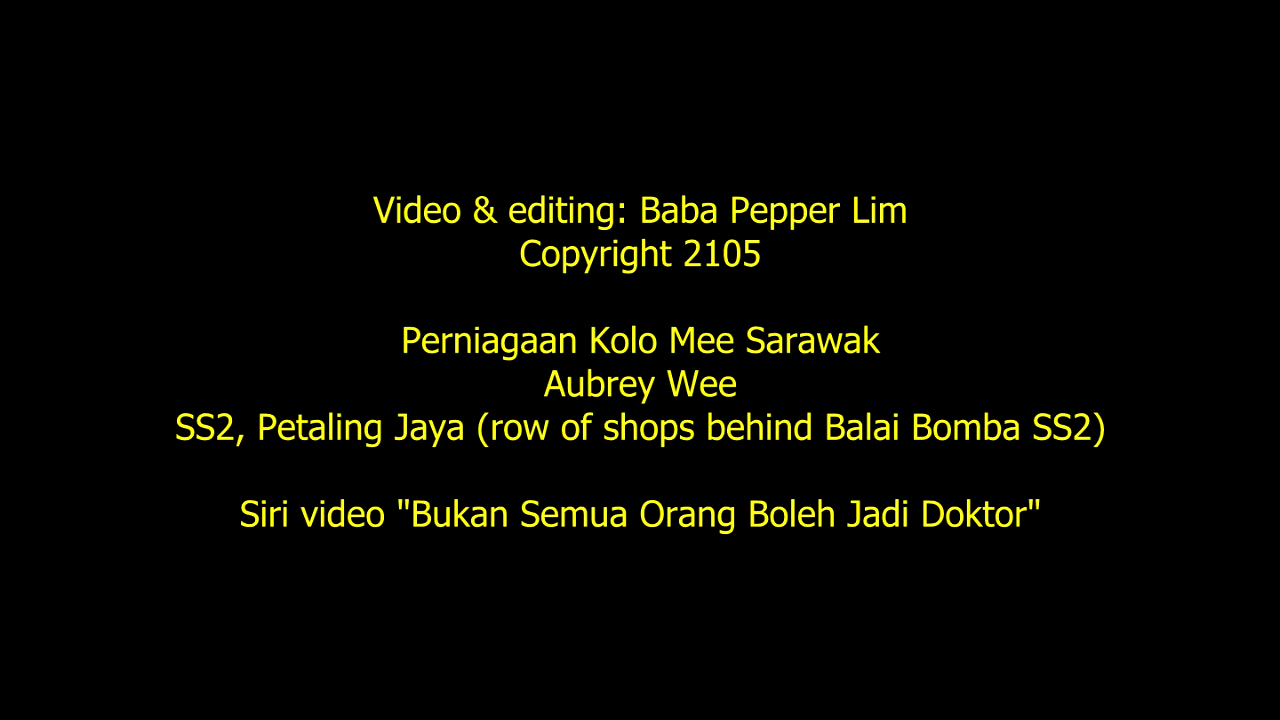 Video & editing: Baba Pepper Lim
Copyright 2105
Perniagaan Kolo Mee Sarawak
Aubrey Wee
SS2, Petaling Jaya (row of shops behind Balai Bomba SS2)
Siri video "Bukan Semua Orang Boleh Jadi Doktor"